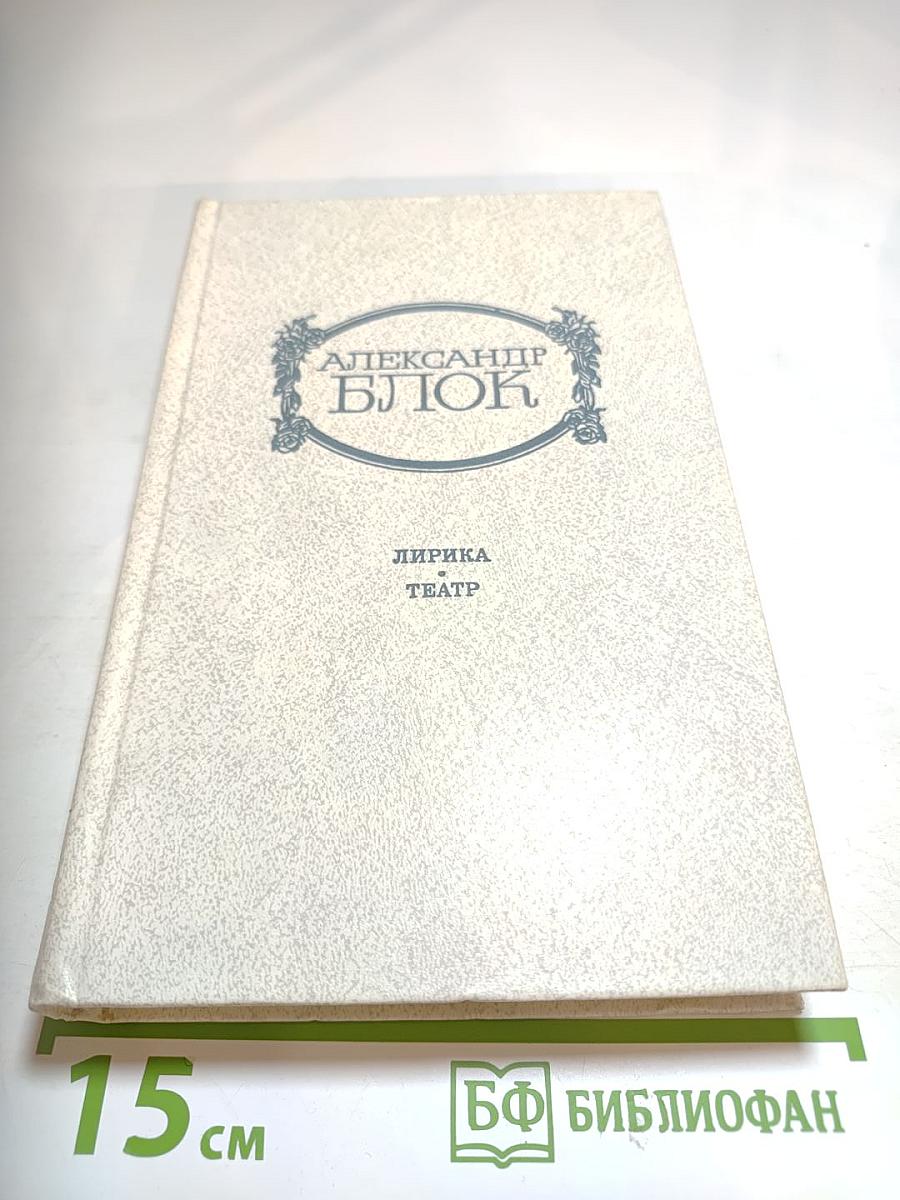 АЛЕКСАНДР
БЛОК
ЛИРИКА
•
ТЕАТР
15 см
БФ БИБЛИОФАН